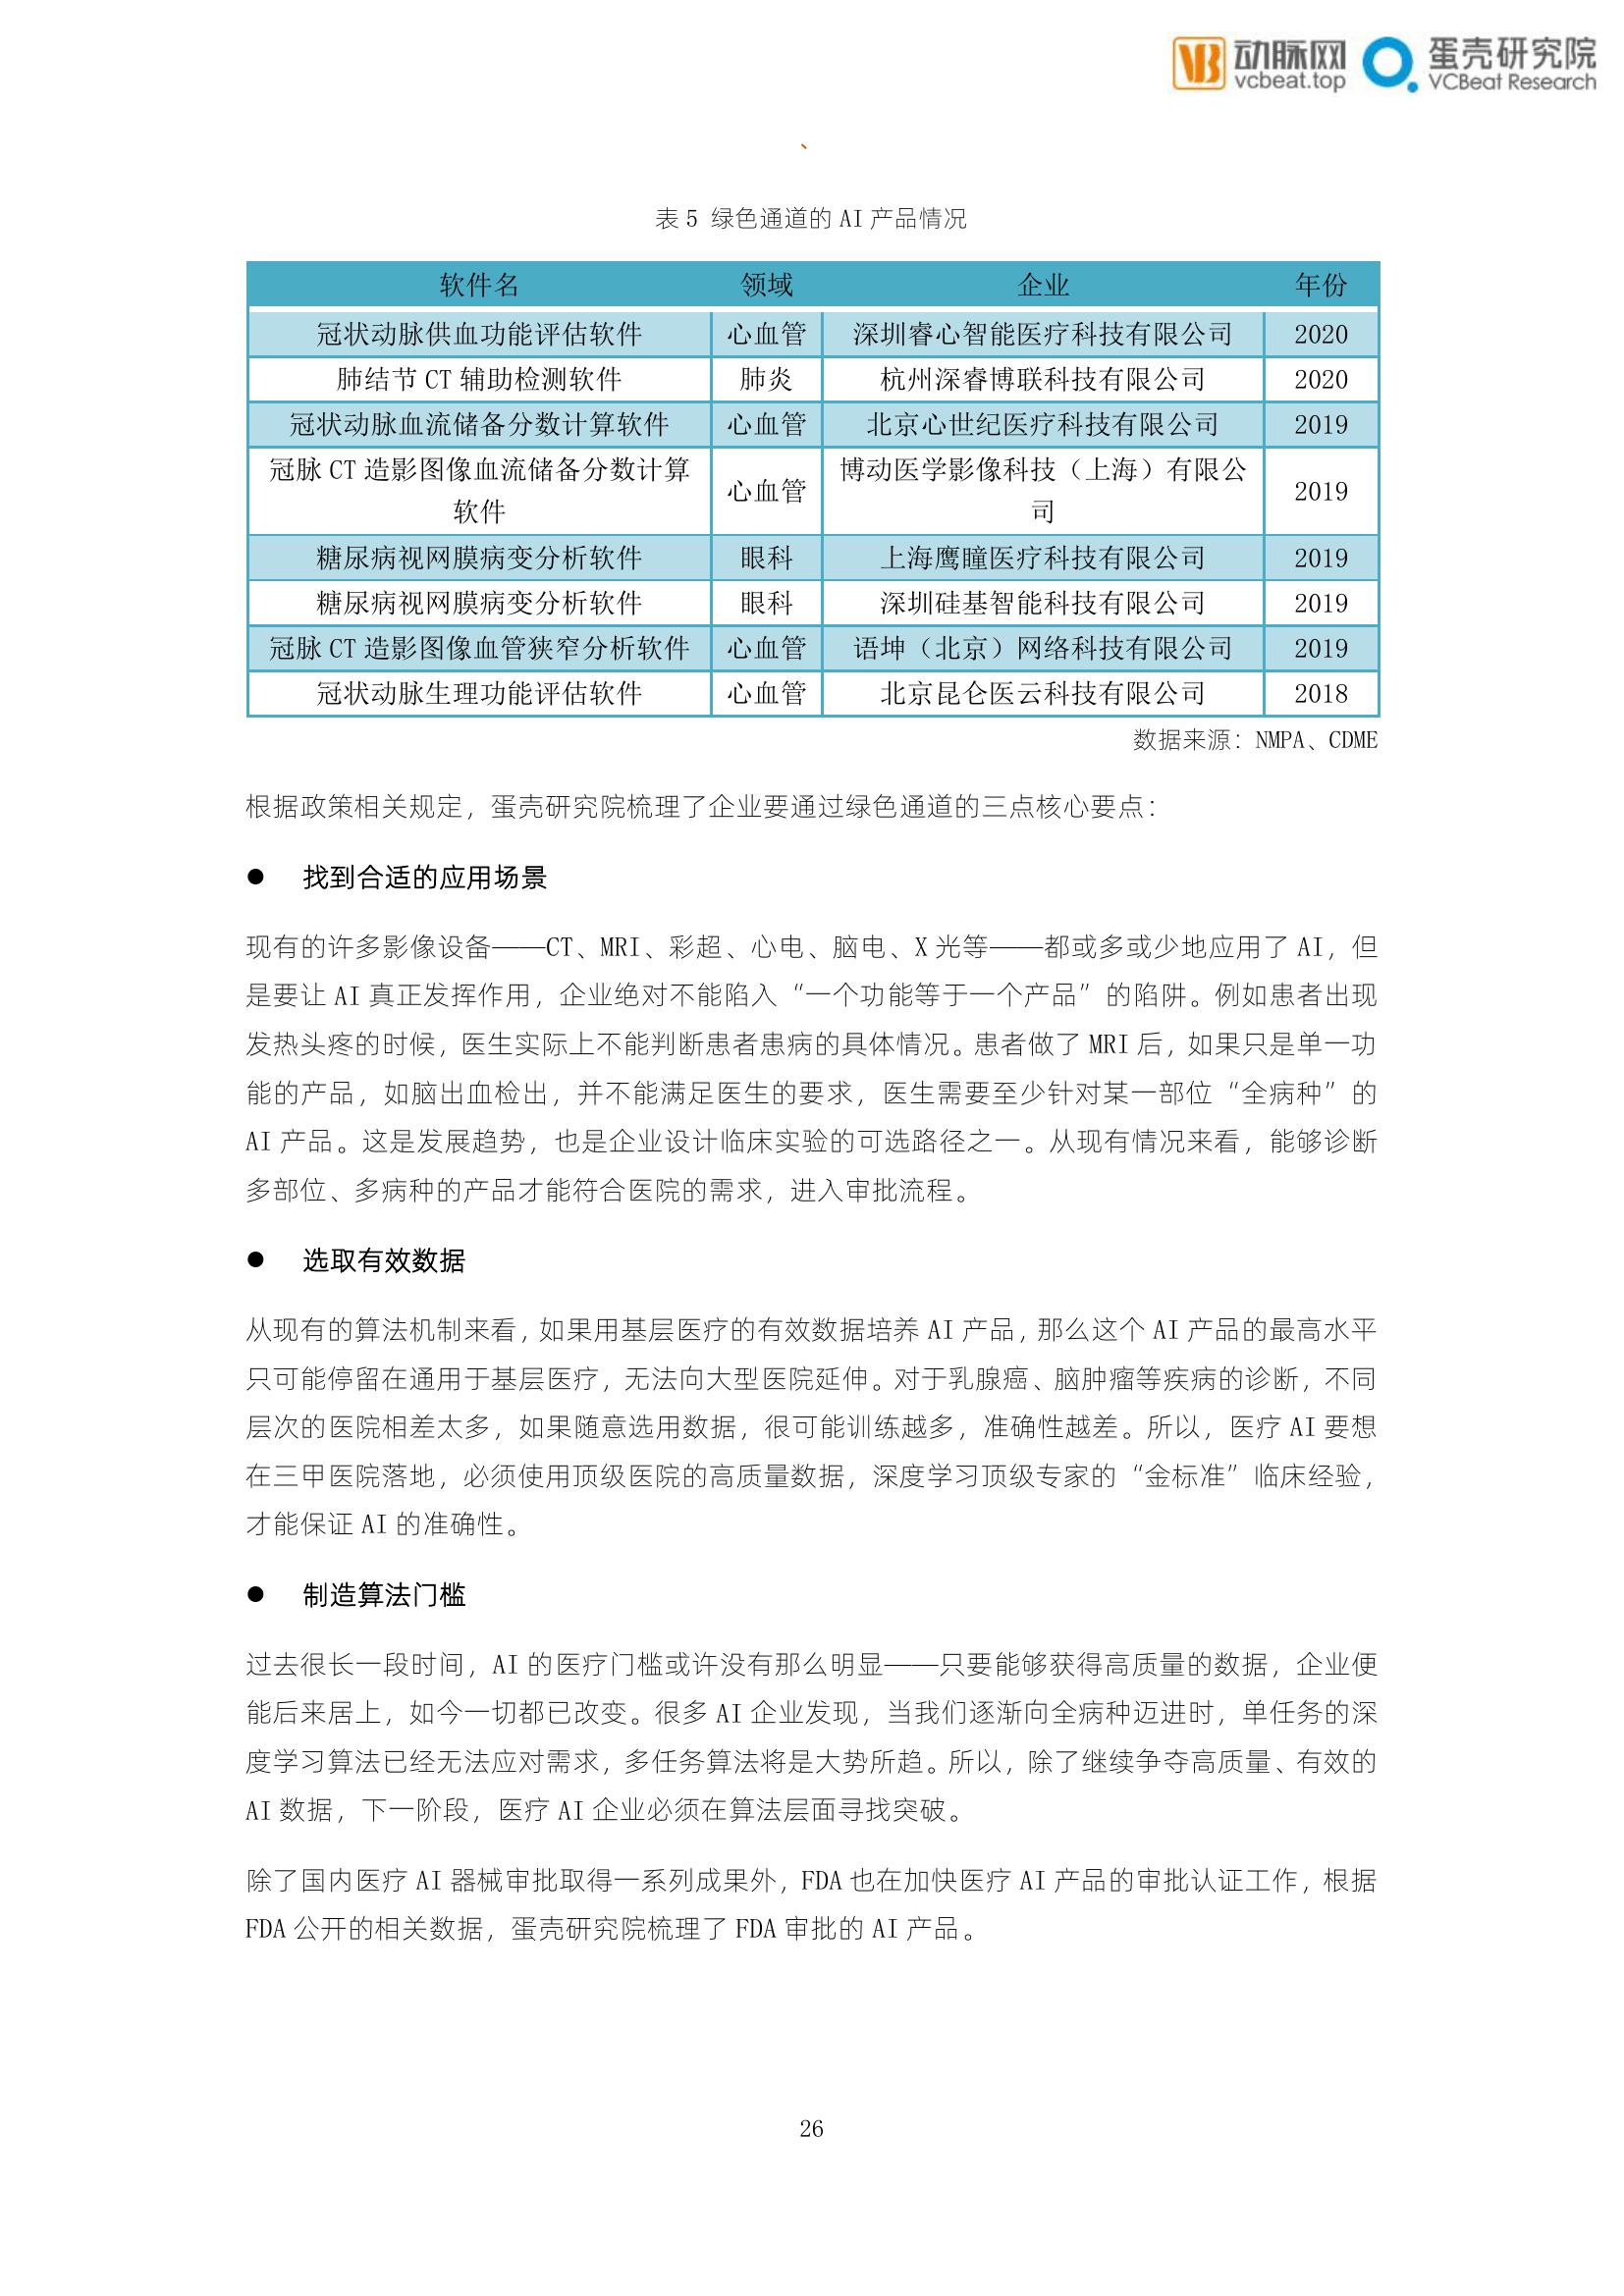 动脉网 蛋壳研究院
vcbeat.top VCBeat Research
、
表 5 绿色通道的 AI 产品情况
软件名 领域 企业 年份
冠状动脉供血功能评估软件 心血管 深圳睿心智能医疗科技有限公司 2020
肺结节 CT 辅助检测软件 肺炎 杭州深睿博联科技有限公司 2020
冠状动脉血流储备分数计算软件 心血管 北京心世纪医疗科技有限公司 2019
冠脉 CT 造影图像血流储备分数计算
软件 心血管 博动医学影像科技（上海）有限公
司 2019
糖尿病视网膜病变分析软件 眼科 上海鹰瞳医疗科技有限公司 2019
糖尿病视网膜病变分析软件 眼科 深圳硅基智能科技有限公司 2019
冠脉 CT 造影图像血管狭窄分析软件 心血管 语坤（北京）网络科技有限公司 2019
冠状动脉生理功能评估软件 心血管 北京昆仑医云科技有限公司 2018
数据来源：NMPA、CDME
根据政策相关规定，蛋壳研究院梳理了企业要通过绿色通道的三点核心要点：
● 找到合适的应用场景
现有的许多影像设备——CT、MRI、彩超、心电、脑电、X 光等——都或多或少地应用了 AI，但
是要让 AI 真正发挥作用，企业绝对不能陷入“一个功能等于一个产品”的陷阱。例如患者出现
发热头疼的时候，医生实际上不能判断患者患病的具体情况。患者做了 MRI 后，如果只是单一功
能的产品，如脑出血检出，并不能满足医生的要求，医生需要至少针对某一部位“全病种”的
AI 产品。这是发展趋势，也是企业设计临床实验的可选路径之一。从现有情况来看，能够诊断
多部位、多病种的产品才能符合医院的需求，进入审批流程。
● 选取有效数据
从现有的算法机制来看，如果用基层医疗的有效数据培养 AI 产品，那么这个 AI 产品的最高水平
只可能停留在通用于基层医疗，无法向大型医院延伸。对于乳腺癌、脑肿瘤等疾病的诊断，不同
层次的医院相差太多，如果随意选用数据，很可能训练越多，准确性越差。所以，医疗 AI 要想
在三甲医院落地，必须使用顶级医院的高质量数据，深度学习顶级专家的“金标准”临床经验，
才能保证 AI 的准确性。
● 制造算法门槛
过去很长一段时间，AI 的医疗门槛或许没有那么明显——只要能够获得高质量的数据，企业便
能后来居上，如今一切都已改变。很多 AI 企业发现，当我们逐渐向全病种迈进时，单任务的深
度学习算法已经无法应对需求，多任务算法将是大势所趋。所以，除了继续争夺高质量、有效的
AI 数据，下一阶段，医疗 AI 企业必须在算法层面寻找突破。
除了国内医疗 AI 器械审批取得一系列成果外，FDA 也在加快医疗 AI 产品的审批认证工作，根据
FDA 公开的相关数据，蛋壳研究院梳理了 FDA 审批的 AI 产品。
26